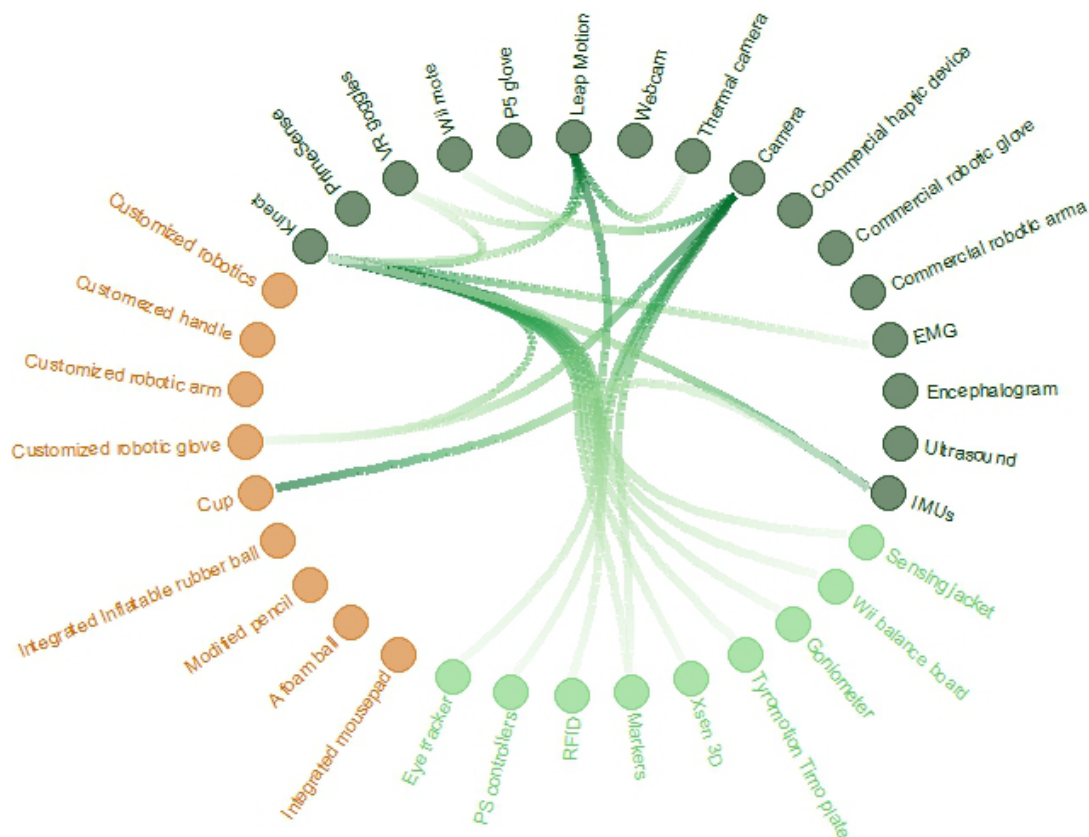 Kinect
PrimeSense
VR goggles
Wii mote
P5 glove
Leap Motion
Webcam
Thermal camera
Camera
Commercial haptic device
Commercial robotic glove
Commercial robotic arma
EMG
Encephalogram
Ultrasound
IMUs
Sensing jacket
Wii balance board
Goniometer
Tyromotion Timo plate
Xsen 3D
Markers
RFID
PS controllers
Eye tracker
Integrated mousepad
A foam ball
Modified pencil
Integrated Inflatable rubber ball
Cup
Customized robotic glove
Customized robotic arm
Customezed handle
Customized robotics